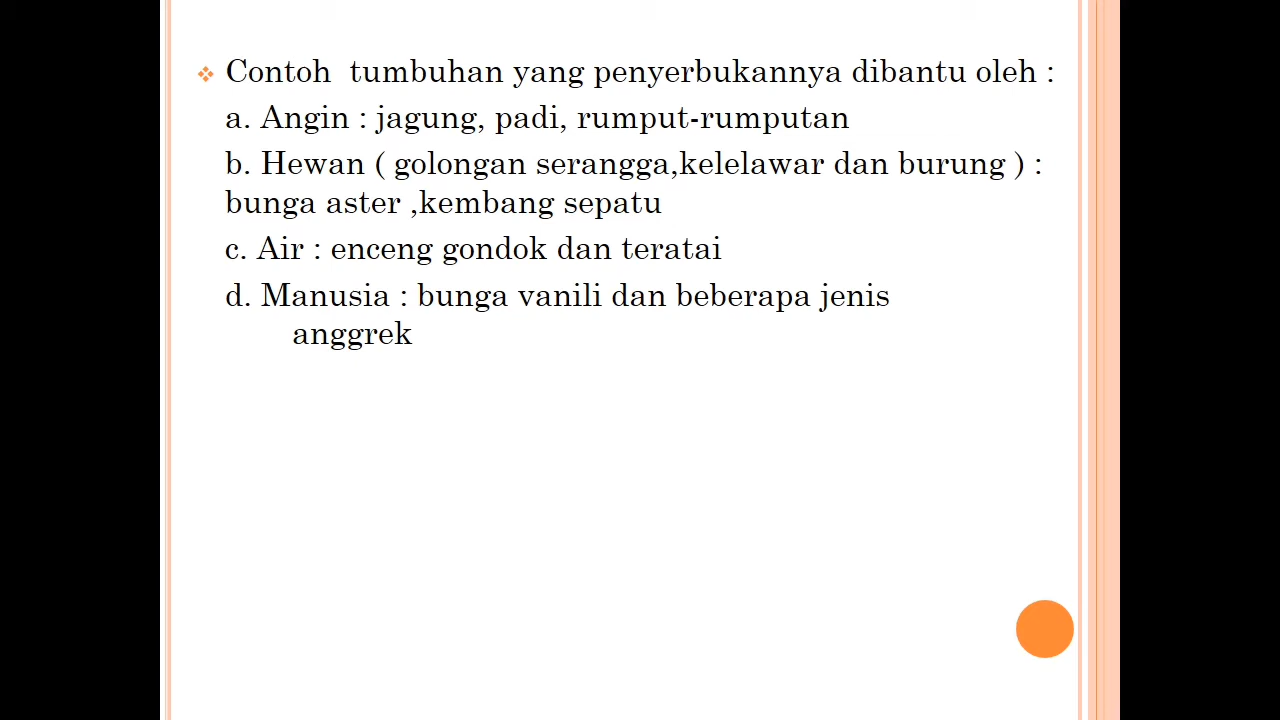 Contoh tumbuhan yang penyerbukannya dibantu oleh :
a. Angin : jagung, padi, rumput-rumputan
b. Hewan ( golongan serangga,kelelawar dan burung ) :
bunga aster ,kembang sepatu
c. Air : enceng gondok dan teratai
d. Manusia : bunga vanili dan beberapa jenis
anggrek